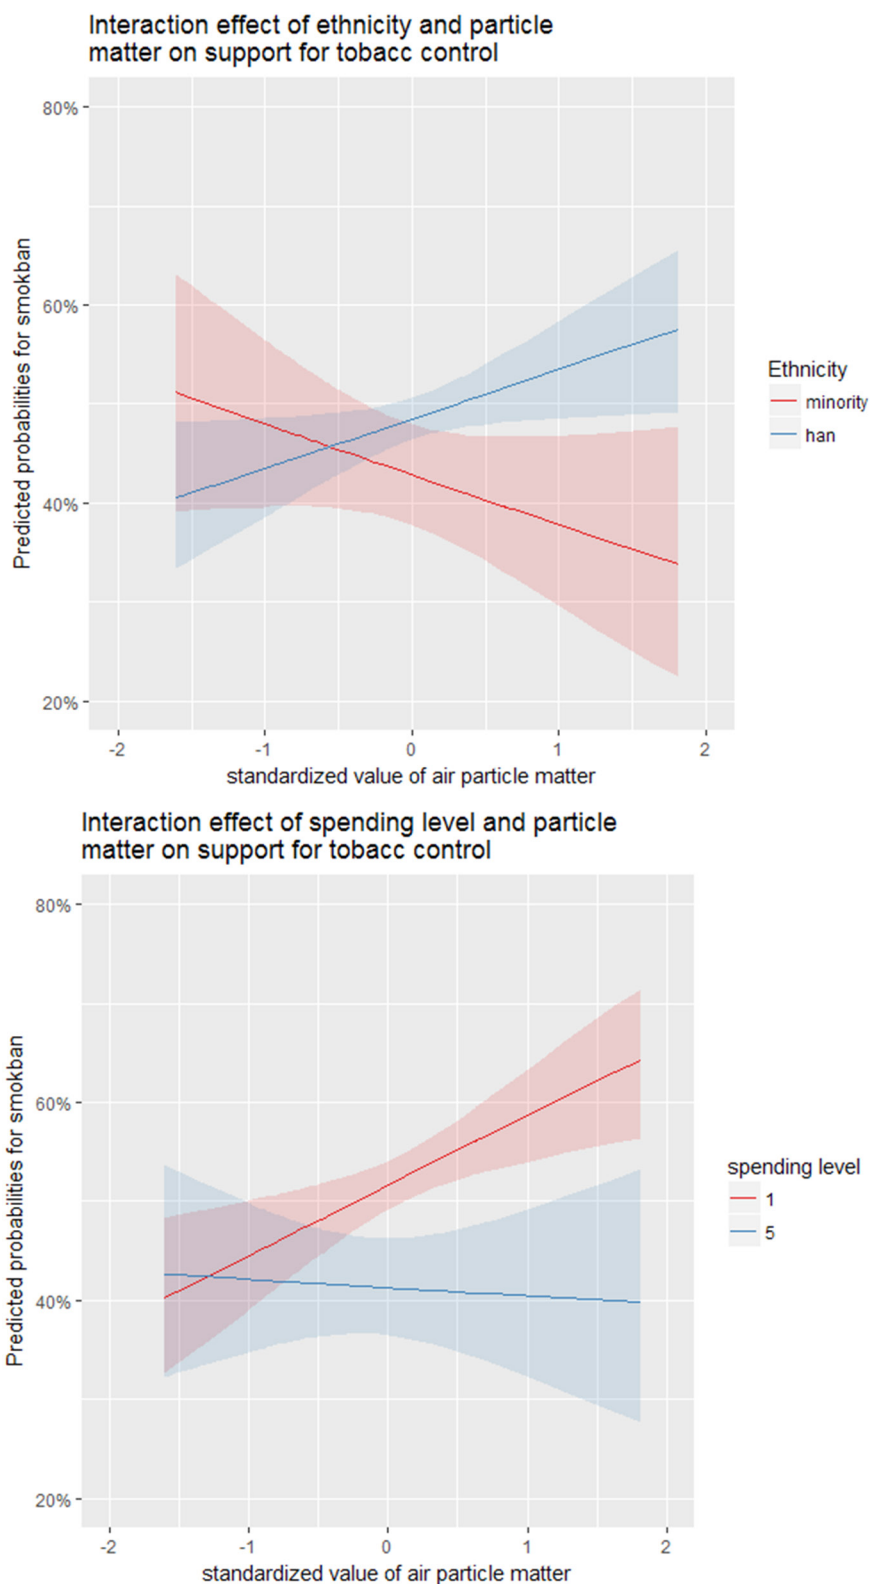 Interaction effect of ethnicity and particle
matter on support for tobacc control
80%
60%
40%
20%
Predicted probabilities for smokban
-2
-1
0
1
2
standardized value of air particle matter
Ethnicity
minority
han
Interaction effect of spending level and particle
matter on support for tobacc control
80%
60%
40%
20%
Predicted probabilities for smokban
-2
-1
0
1
2
standardized value of air particle matter
spending level
1
5